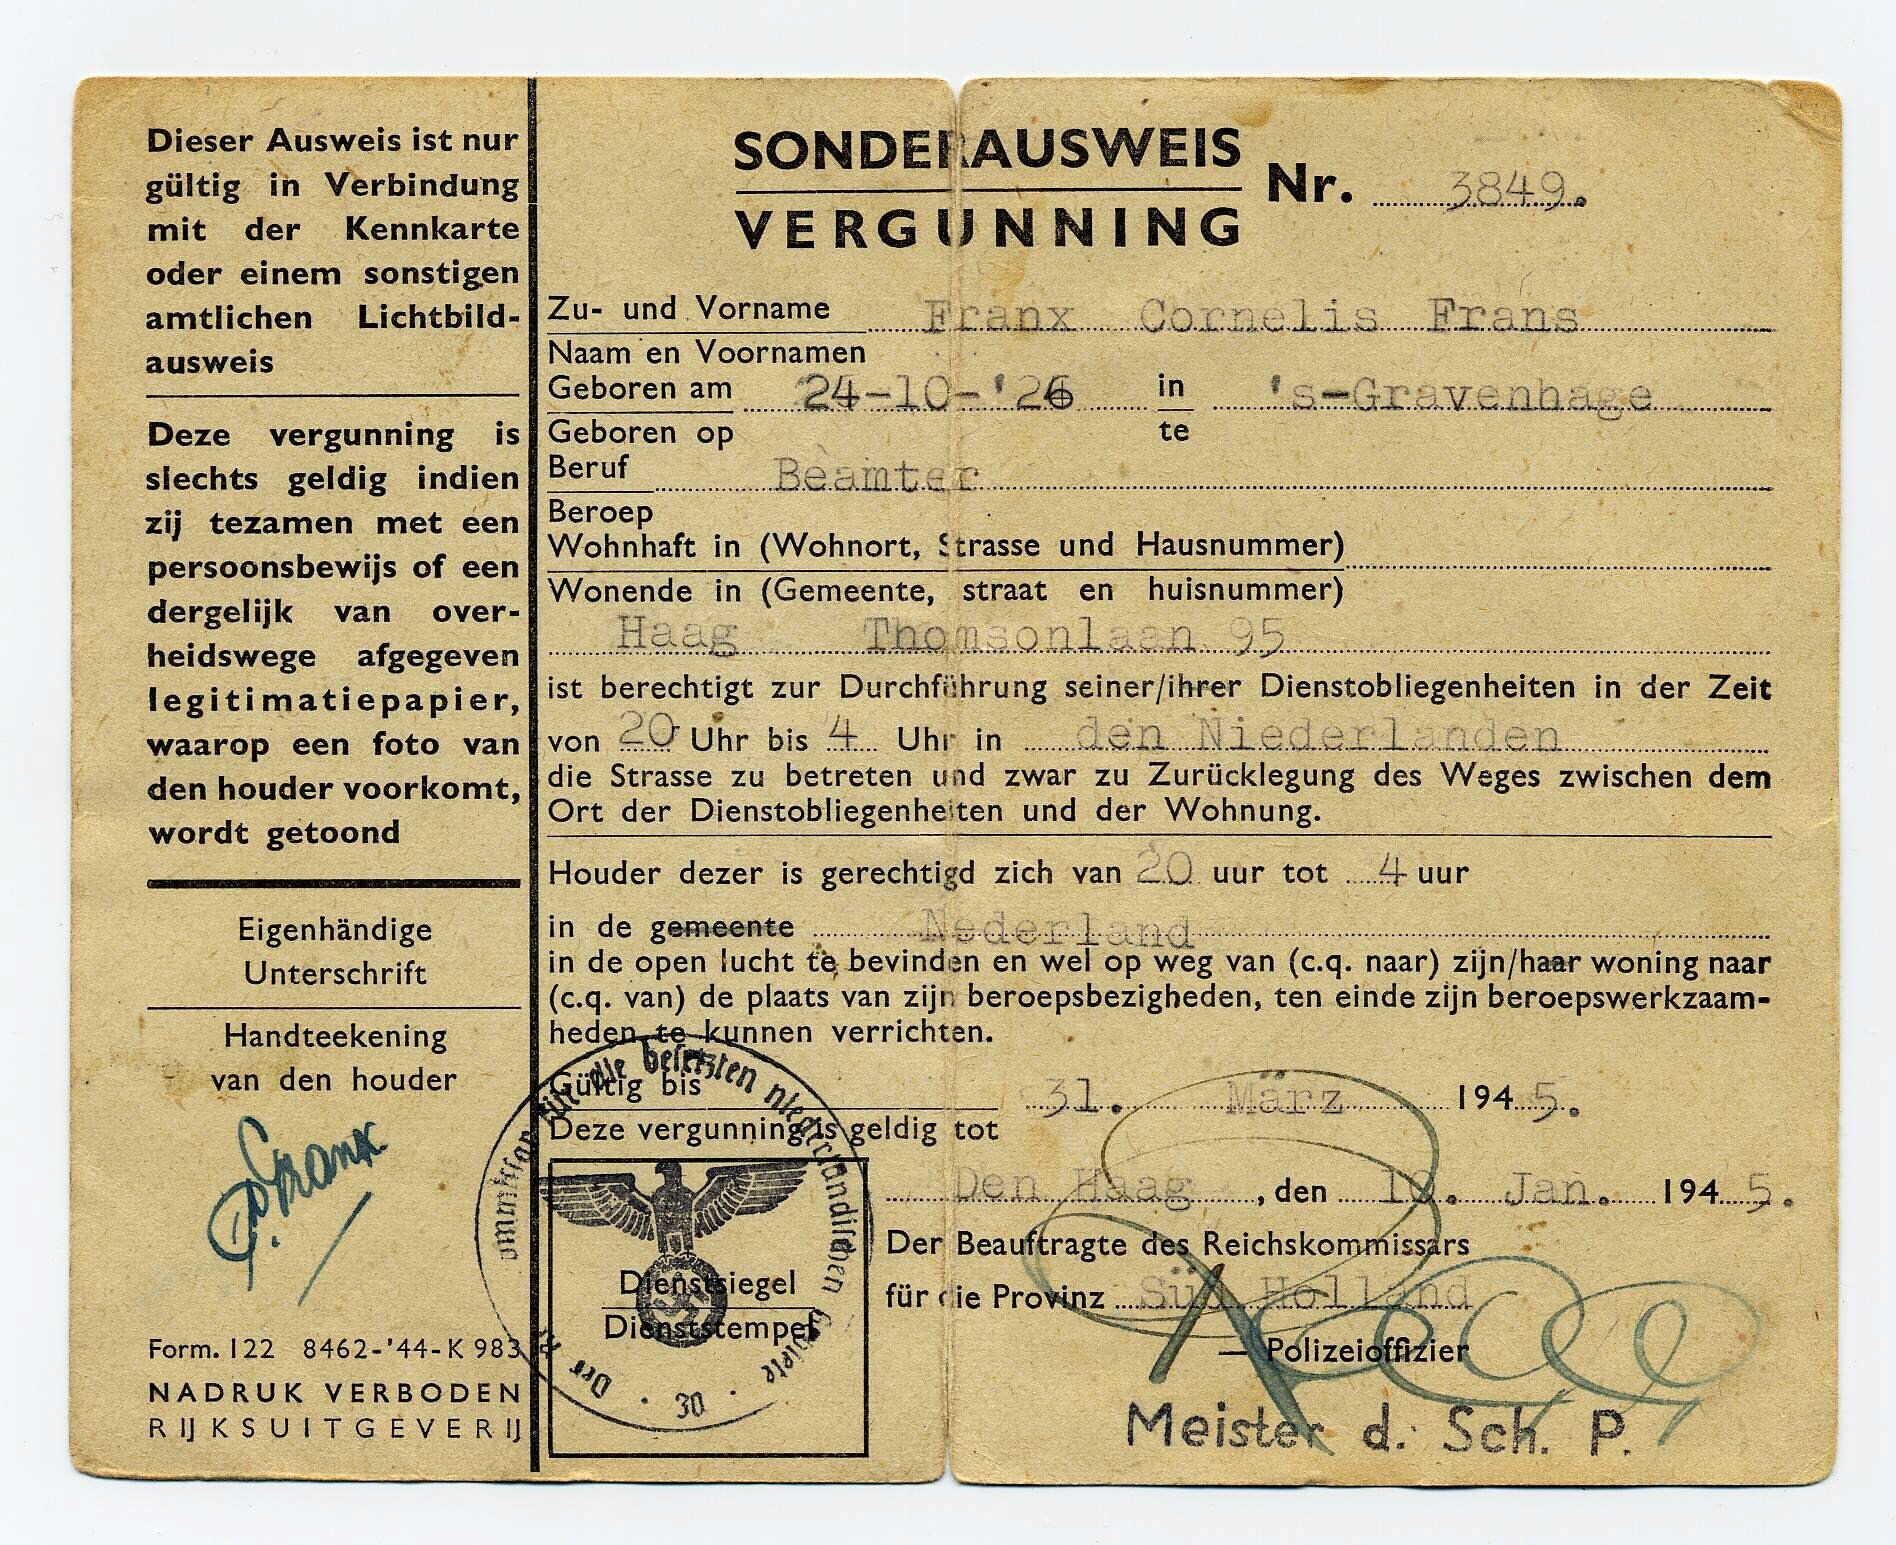 Dieser Ausweis ist nur
gültig in Verbindung
mit der Kennkarte
oder einem sonstigen
amtlichen Lichtbild-
ausweis
Deze vergunning is
slechts geldig indien
zij tezamen met een
persoonsbewijs of een
dergelijk van over-
heidswege afgegeven
legitimatiepapier,
waarop een foto van
den houder voorkomt,
wordt getoond
Eigenhändige
Unterschrift
Handteekening
van den houder
Form. 122 8462-'44-K 983
NADRUK VERBODEN
RIJKSUITGEVERIJ
SONDERAUSWEIS
VERGUNNING
Nr. 3849.
Zu- und Vorname Franx Cornelis Frans
Naam en Voornamen
Geboren am 24-10-'26 in 's-Gravenhage
Geboren op te
Beruf Beamter
Beroep
Wohnhaft in (Wohnort, Strasse und Hausnummer)
Wonende in (Gemeente, straat en huisnummer)
Haag Thomsonlaan 95
ist berechtigt zur Durchführung seiner/ihrer Dienstobliegenheiten in der Zeit
von 20 Uhr bis 4 Uhr in den Niederlanden
die Strasse zu betreten und zwar zu Zurücklegung des Weges zwischen dem
Ort der Dienstobliegenheiten und der Wohnung.
Houder dezer is gerechtigd zich van 20 uur tot 4 uur
in de gemeente Nederland
in de open lucht te bevinden en wel op weg van (c.q. naar) zijn/haar woning naar
(c.q. van) de plaats van zijn beroepsbezigheden, ten einde zijn beroepswerkzaam-
heden te kunnen verrichten.
Gültig bis 31. März 1945.
Deze vergunning is geldig tot
Den Haag, den 10. Jan. 1945.
Der Beauftragte des Reichskommissars
für die Provinz Süd Holland
Polizeioffizier
Meister d. Sch. P.
Dienstsiegel
Dienststempel
Der Reichskommissar für die besetzten niederländischen Gebiete
30